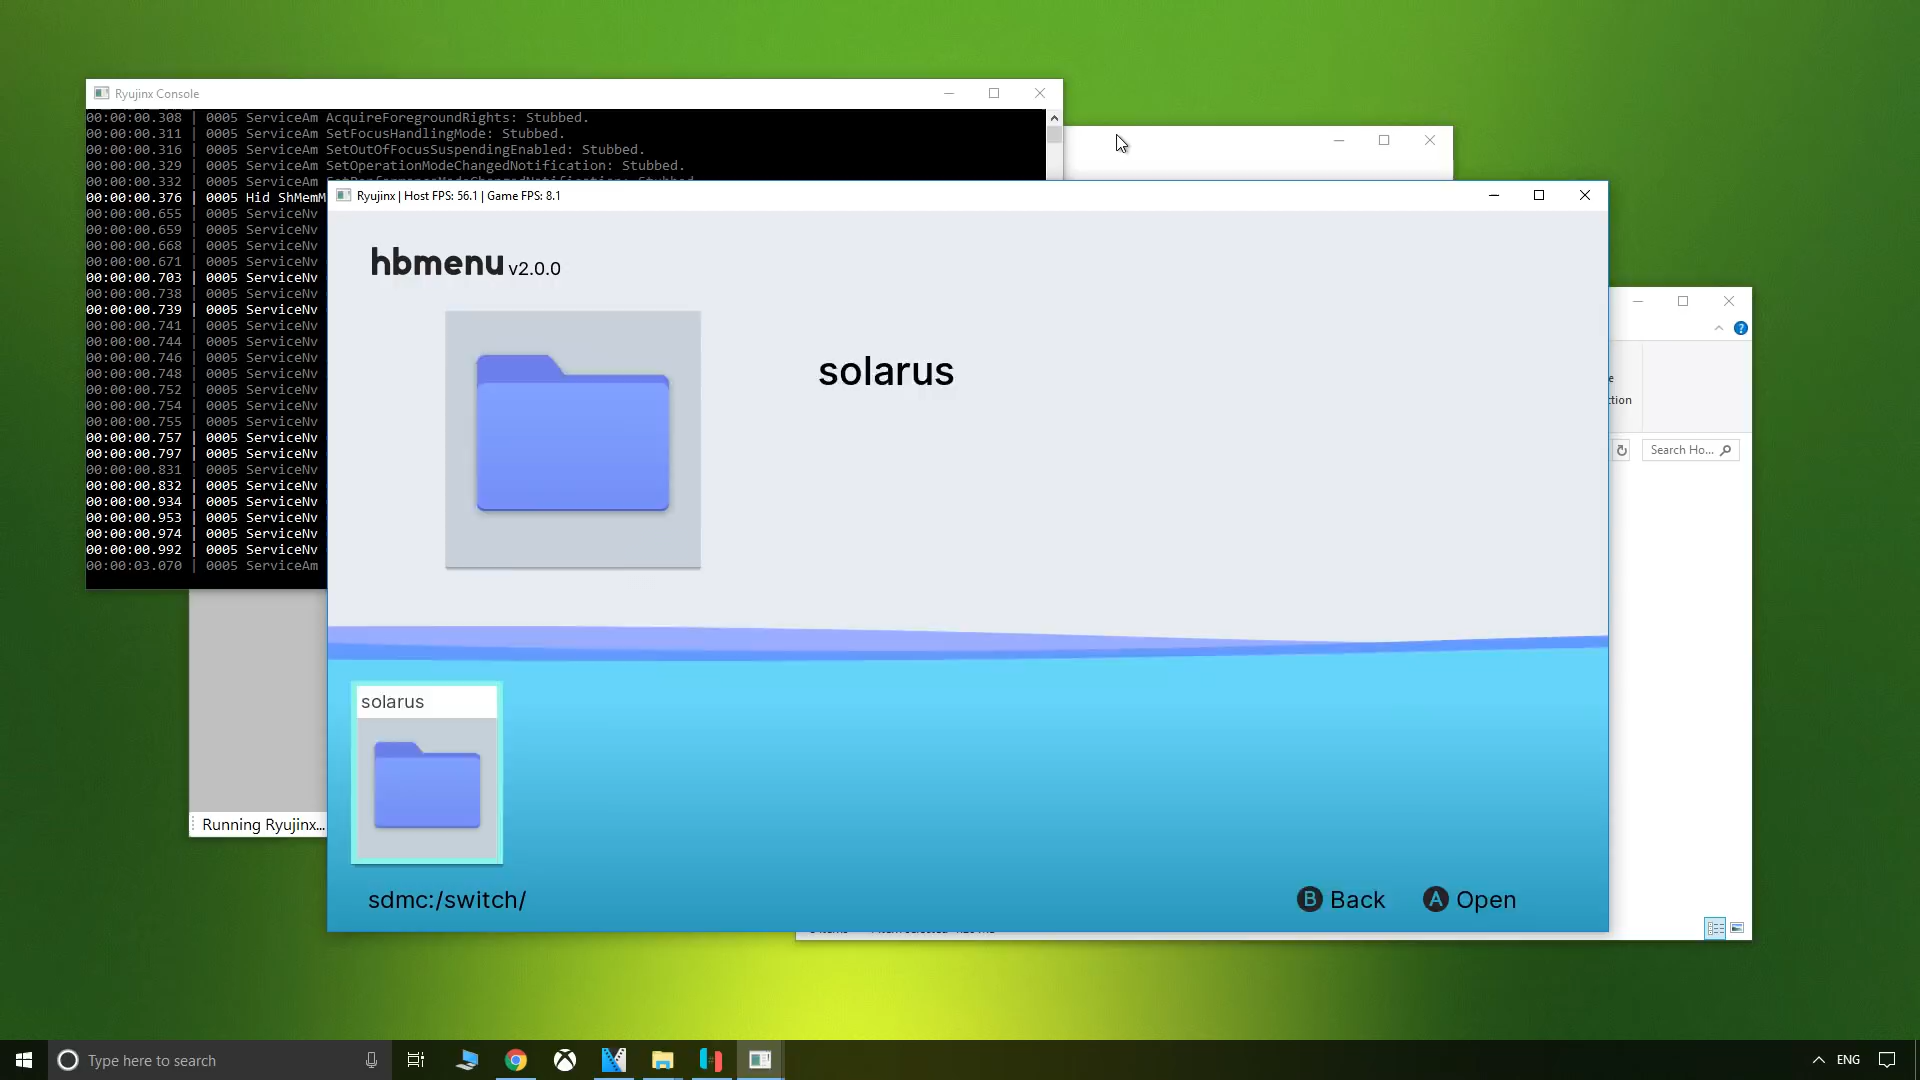 Ryujinx Console
00:00:00.308 | 0005 ServiceAm AcquireForegroundRights: Stubbed.
00:00:00.311 | 0005 ServiceAm SetFocusHandlingMode: Stubbed.
00:00:00.316 | 0005 ServiceAm SetOutOfFocusSuspendingEnabled: Stubbed.
00:00:00.329 | 0005 ServiceAm SetOperationModeChangedNotification: Stubbed.
00:00:00.332 | 0005 ServiceAm SetPerformanceModeChangedNotification: Stubbed.
00:00:00.376 | 0005 Hid ShMemM
00:00:00.655 | 0005 ServiceNv
00:00:00.659 | 0005 ServiceNv
00:00:00.668 | 0005 ServiceNv
00:00:00.671 | 0005 ServiceNv
00:00:00.703 | 0005 ServiceNv
00:00:00.738 | 0005 ServiceNv
00:00:00.739 | 0005 ServiceNv
00:00:00.741 | 0005 ServiceNv
00:00:00.744 | 0005 ServiceNv
00:00:00.746 | 0005 ServiceNv
00:00:00.748 | 0005 ServiceNv
00:00:00.752 | 0005 ServiceNv
00:00:00.754 | 0005 ServiceNv
00:00:00.755 | 0005 ServiceNv
00:00:00.757 | 0005 ServiceNv
00:00:00.797 | 0005 ServiceNv
00:00:00.831 | 0005 ServiceNv
00:00:00.832 | 0005 ServiceNv
00:00:00.934 | 0005 ServiceNv
00:00:00.953 | 0005 ServiceNv
00:00:00.974 | 0005 ServiceNv
00:00:00.992 | 0005 ServiceNv
00:00:03.070 | 0005 ServiceAm
Ryujinx | Host FPS: 56.1 | Game FPS: 8.1
hbmenu v2.0.0
solarus
solarus
sdmc:/switch/
B Back A Open
?
e
ction
Search Ho...
Running Ryujinx...
Type here to search
ENG